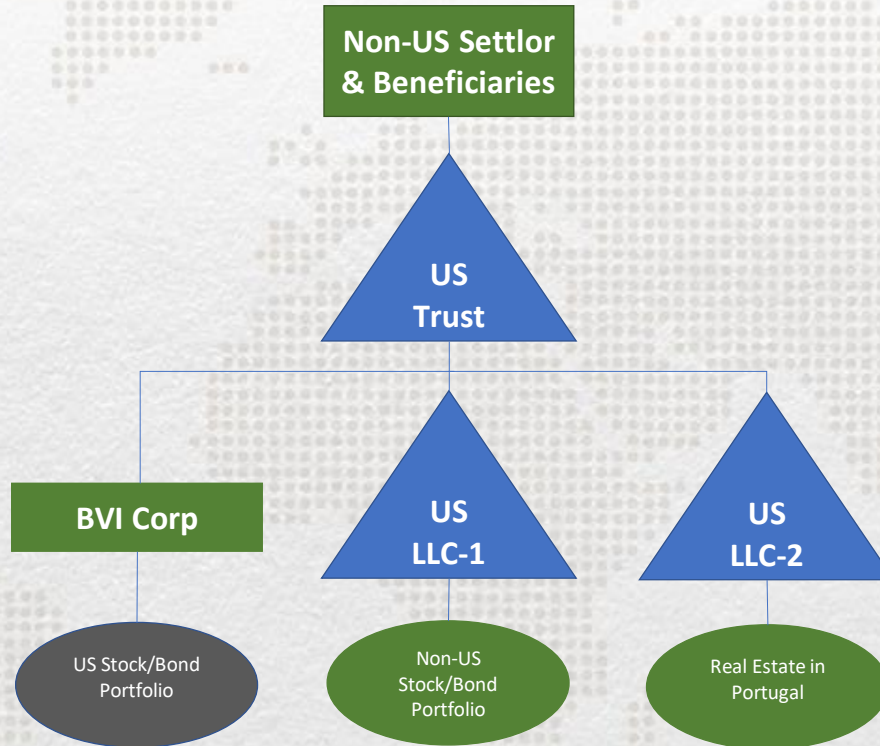 Non-US Settlor
& Beneficiaries
US
Trust
BVI Corp
US
LLC-1
US
LLC-2
US Stock/Bond
Portfolio
Non-US
Stock/Bond
Portfolio
Real Estate in
Portugal